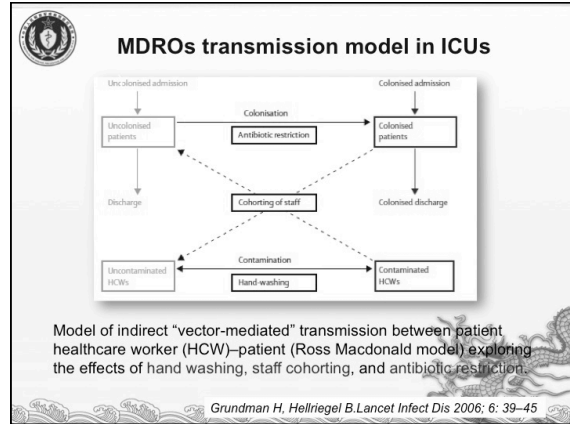 MDROs transmission model in ICUs
Uncolonised admission
Colonised admission
Colonisation
Uncolonised
patients
Antibiotic restriction
Colonised
patients
Discharge
Cohorting of staff
Colonised discharge
Contamination
Uncontaminated
HCWs
Hand-washing
Contaminated
HCWs
Model of indirect “vector-mediated” transmission between patient
healthcare worker (HCW)–patient (Ross Macdonald model) exploring
the effects of hand washing, staff cohorting, and antibiotic restriction.
Grundman H, Hellriegel B.Lancet Infect Dis 2006; 6: 39–45